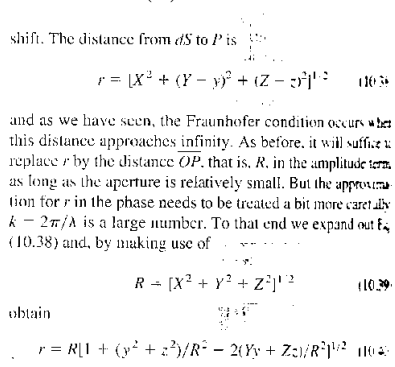 shift. The distance from dS to P is
r = [X² + (Y − y)² + (Z − z)²]^1/2 (10.3
and as we have seen, the Fraunhofer condition occurs when
this distance approaches infinity. As before, it will suffice to
replace r by the distance O̅P̅, that is, R, in the amplitude term,
as long as the aperture is relatively small. But the approxima-
tion for r in the phase needs to be treated a bit more carefully
k = 2π/λ is a large number. To that end we expand out Eq.
(10.38) and, by making use of
R = [X² + Y² + Z²]^1/2 (10.39
obtain
r = R[1 + (y² + z²)/R² − 2(Yy + Zz)/R²]^1/2 (10